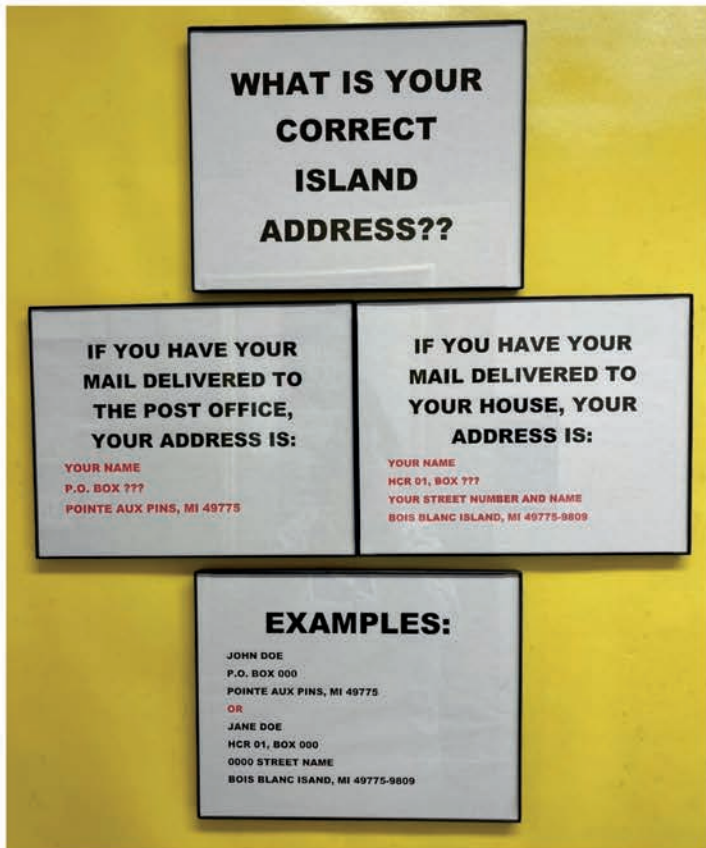 WHAT IS YOUR
CORRECT
ISLAND
ADDRESS??
IF YOU HAVE YOUR
MAIL DELIVERED TO
THE POST OFFICE,
YOUR ADDRESS IS:
YOUR NAME
P.O. BOX ???
POINTE AUX PINS, MI 49775
IF YOU HAVE YOUR
MAIL DELIVERED TO
YOUR HOUSE, YOUR
ADDRESS IS:
YOUR NAME
HCR 01, BOX ???
YOUR STREET NUMBER AND NAME
BOIS BLANC ISLAND, MI 49775-9809
EXAMPLES:
JOHN DOE
P.O. BOX 000
POINTE AUX PINS, MI 49775
OR
JANE DOE
HCR 01, BOX 000
0000 STREET NAME
BOIS BLANC ISAND, MI 49775-9809